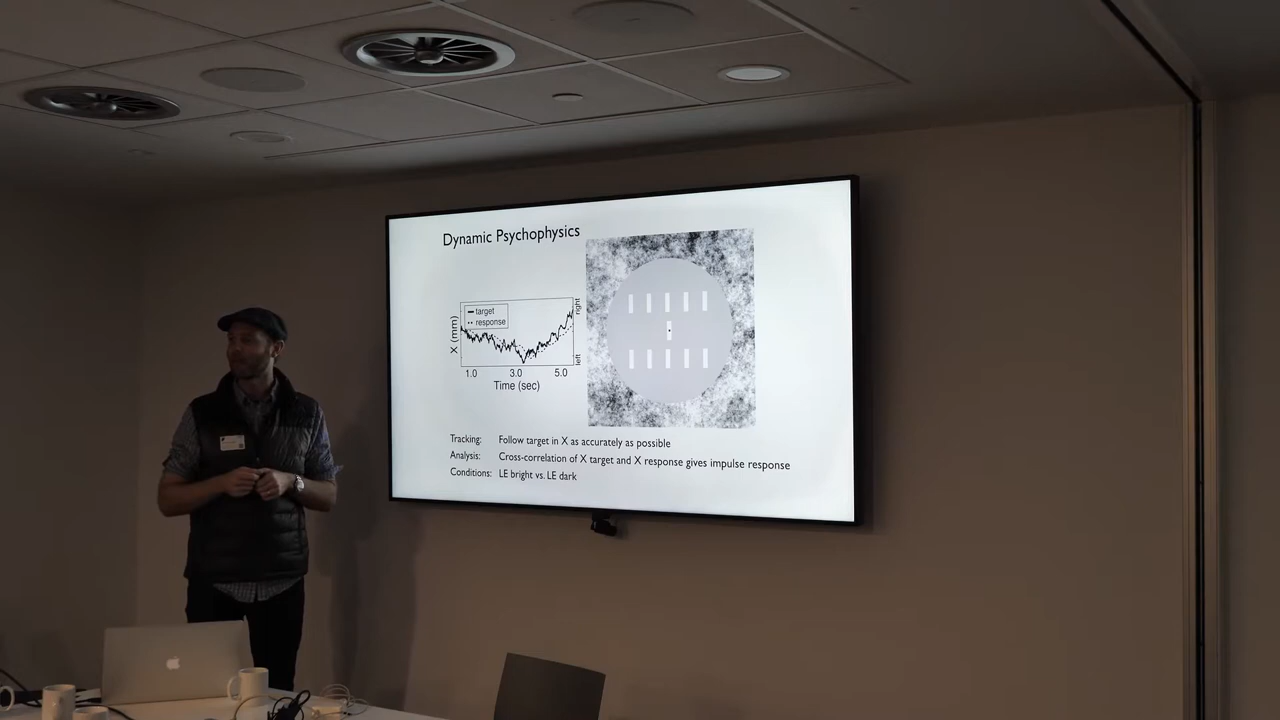 Dynamic Psychophysics
target
response
X (mm)
right
left
1.0 3.0 5.0
Time (sec)
Tracking: Follow target in X as accurately as possible
Analysis: Cross-correlation of X target and X response gives impulse response
Conditions: LE bright vs. LE dark